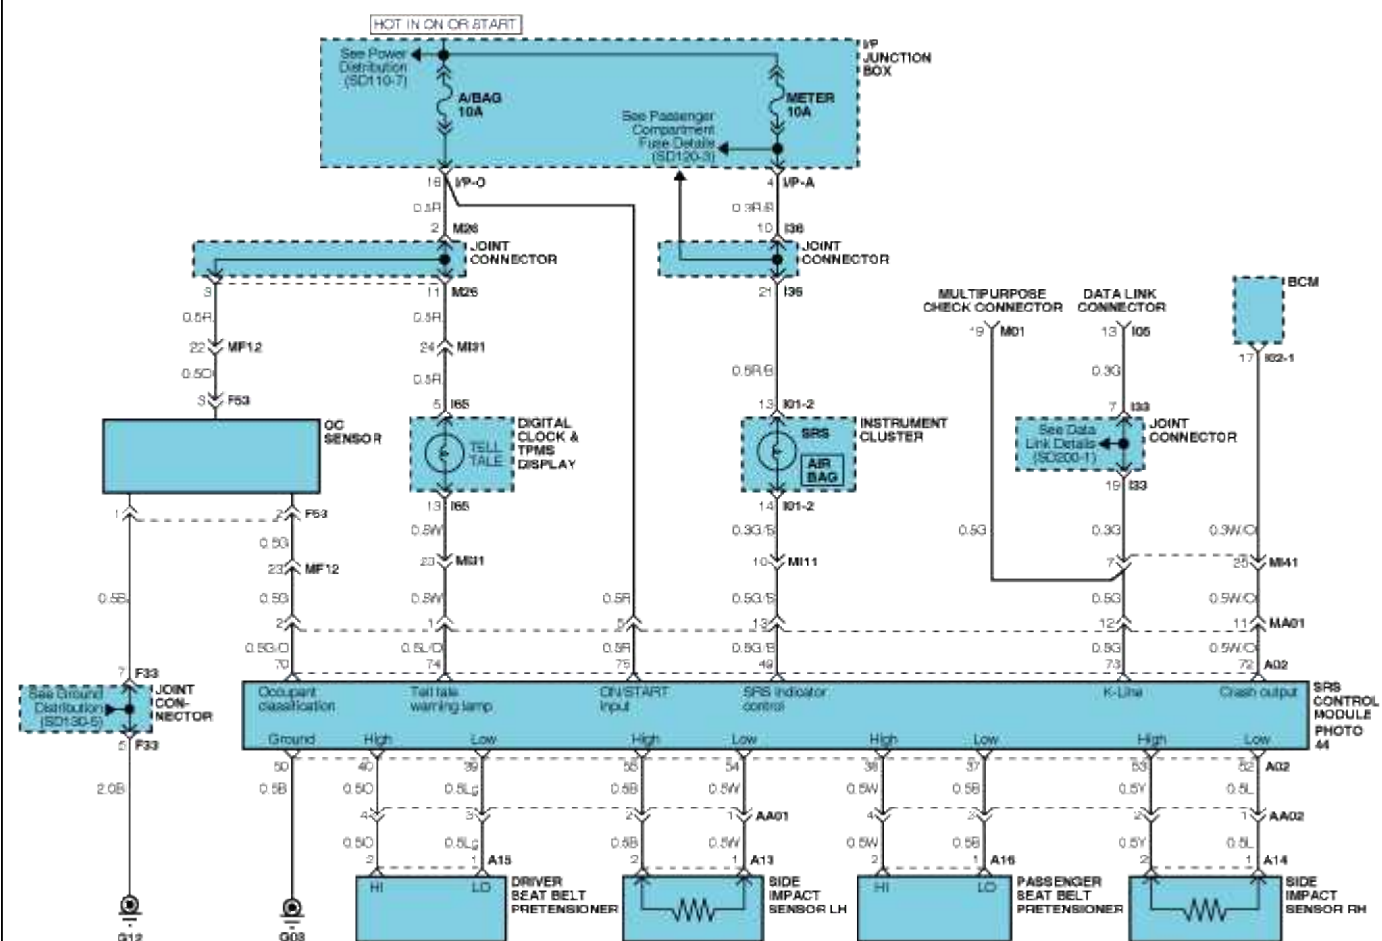 HOT IN ON OR START
See Power
Distribution
(SD110-7)
A/BAG
10A
METER
10A
See Passenger
Compartment
Fuse Details
(SD120-3)
I/P
JUNCTION
BOX
16 I/P-O
4 I/P-A
0.5R
0.3R/B
2 M26
10 I36
JOINT
CONNECTOR
JOINT
CONNECTOR
3
11 M26
21 I36
MULTIPURPOSE
CHECK CONNECTOR
19 M01
DATA LINK
CONNECTOR
13 I05
BCM
17 I02-1
0.5R
0.5R
22 MF12
24 MI31
0.5O
0.5R
0.5R/B
0.3G
3 F53
5 I65
13 I01-2
7 I33
OC
SENSOR
TELL
TALE
DIGITAL
CLOCK &
TPMS
DISPLAY
SRS
AIR
BAG
INSTRUMENT
CLUSTER
See Data
Link Details
(SD200-1)
JOINT
CONNECTOR
19 I33
1
2 F53
13 I65
14 I01-2
0.5G
0.5W
0.3G/B
0.5G
0.3G
0.3W/O
23 MF12
23 MI31
10 MI11
7
25 MI41
0.5B
0.5G
0.5W
0.5R
0.5G/B
0.5G
0.5W/O
2
1
5
13
12
11 MA01
0.5G/O
0.5L/O
0.5R
0.5G/B
0.5G
0.5W/O
70
74
75
49
73
72 A02
7 F33
See Ground
Distribution
(SD130-5)
JOINT
CON-
NECTOR
5 F33
2.0B
G12
Occupant
classification
Tell tale
warning lamp
ON/START
input
SRS indicator
control
K-Line
Crash output
SRS
CONTROL
MODULE
PHOTO
44
Ground
High
Low
High
Low
High
Low
High
Low
50
40
39
55
54
38
37
53
52 A02
0.5B
0.5O
0.5Lg
0.5B
0.5W
0.5W
0.5B
0.5Y
0.5L
4
3
2
1 AA01
4
3
2
1 AA02
0.5O
0.5Lg
0.5B
0.5W
0.5W
0.5B
0.5Y
0.5L
2
1 A15
2
1 A13
2
1 A16
2
1 A14
HI
LO
DRIVER
SEAT BELT
PRETENSIONER
SIDE
IMPACT
SENSOR LH
HI
LO
PASSENGER
SEAT BELT
PRETENSIONER
SIDE
IMPACT
SENSOR RH
G03